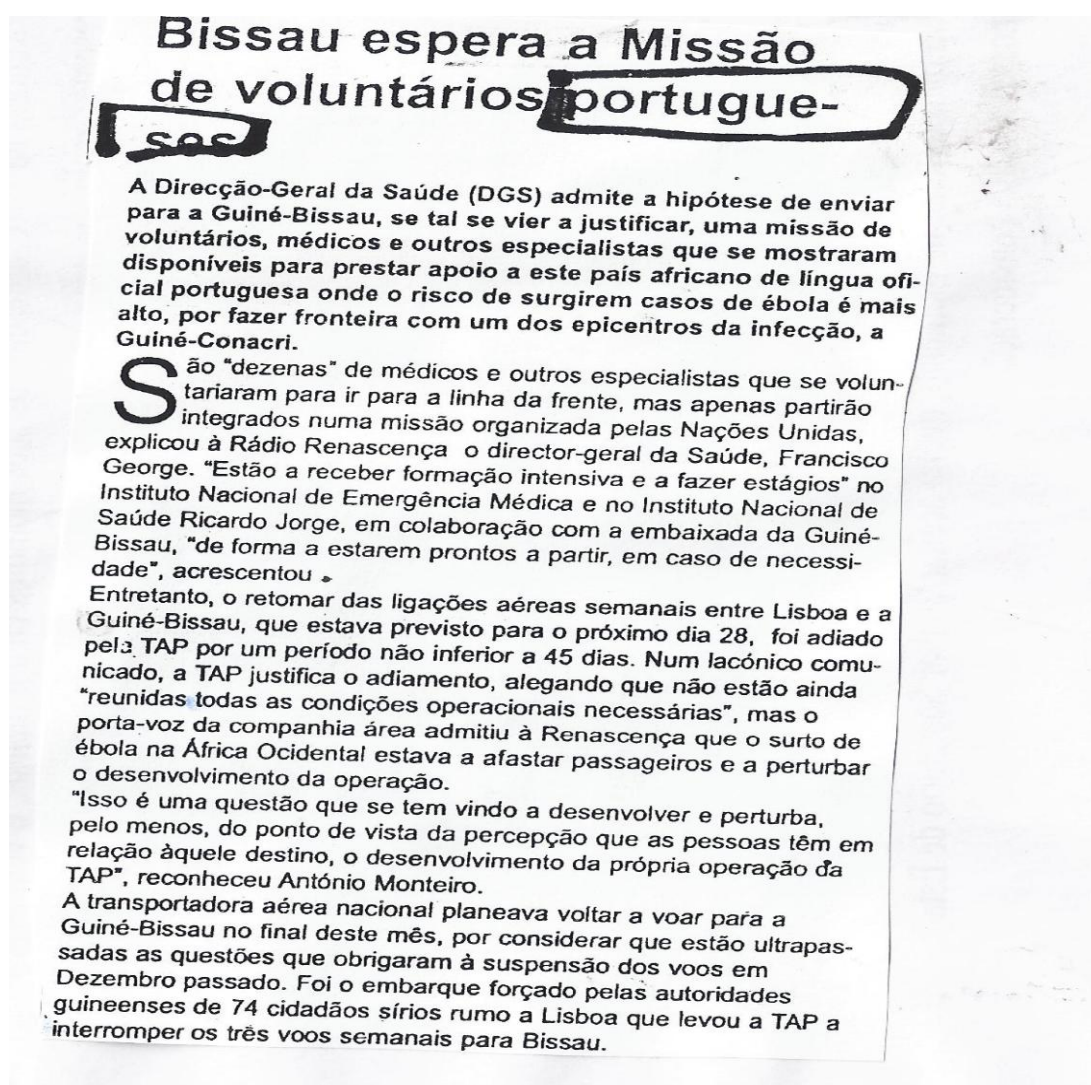 Bissau espera a Missão
de voluntários portugue-
ses
A Direcção-Geral da Saúde (DGS) admite a hipótese de enviar
para a Guiné-Bissau, se tal se vier a justificar, uma missão de
voluntários, médicos e outros especialistas que se mostraram
disponíveis para prestar apoio a este país africano de língua ofi-
cial portuguesa onde o risco de surgirem casos de ébola é mais
alto, por fazer fronteira com um dos epicentros da infecção, a
Guiné-Conacri.
São "dezenas" de médicos e outros especialistas que se volun-
tariaram para ir para a linha da frente, mas apenas partirão
integrados numa missão organizada pelas Nações Unidas,
explicou à Rádio Renascença o director-geral da Saúde, Francisco
George. "Estão a receber formação intensiva e a fazer estágios" no
Instituto Nacional de Emergência Médica e no Instituto Nacional de
Saúde Ricardo Jorge, em colaboração com a embaixada da Guiné-
Bissau, "de forma a estarem prontos a partir, em caso de necessi-
dade", acrescentou .
Entretanto, o retomar das ligações aéreas semanais entre Lisboa e a
Guiné-Bissau, que estava previsto para o próximo dia 28, foi adiado
pela TAP por um período não inferior a 45 dias. Num lacónico comu-
nicado, a TAP justifica o adiamento, alegando que não estão ainda
"reunidas todas as condições operacionais necessárias", mas o
porta-voz da companhia área admitiu à Renascença que o surto de
ébola na África Ocidental estava a afastar passageiros e a perturbar
o desenvolvimento da operação.
"Isso é uma questão que se tem vindo a desenvolver e perturba,
pelo menos, do ponto de vista da percepção que as pessoas têm em
relação àquele destino, o desenvolvimento da própria operação da
TAP", reconheceu António Monteiro.
A transportadora aérea nacional planeava voltar a voar para a
Guiné-Bissau no final deste mês, por considerar que estão ultrapas-
sadas as questões que obrigaram à suspensão dos voos em
Dezembro passado. Foi o embarque forçado pelas autoridades
guineenses de 74 cidadãos sírios rumo a Lisboa que levou a TAP a
interromper os três voos semanais para Bissau.